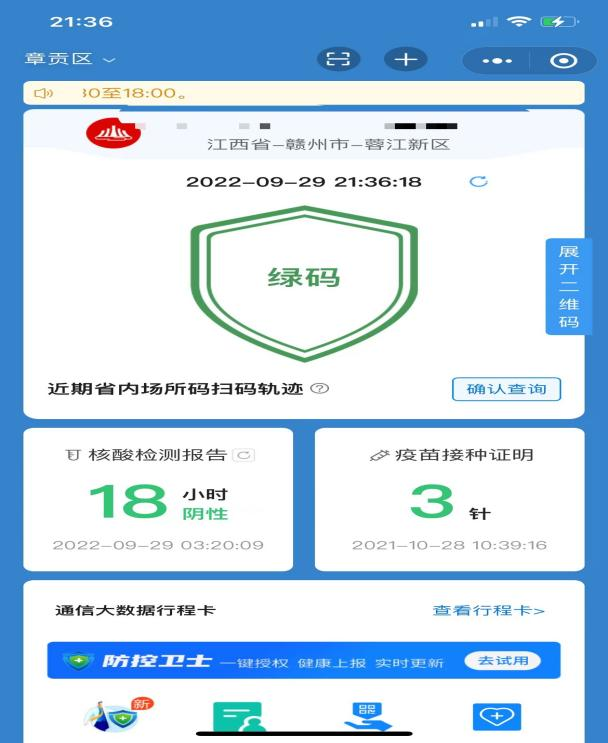 21:36
章贡区
30至18:00。
江西省-赣州市-蓉江新区
2022-09-29 21:36:18
绿码
展开二维码
近期省内场所码扫码轨迹
确认查询
核酸检测报告
疫苗接种证明
18 小时 阴性
3 针
2022-09-29 03:20:09
2021-10-28 10:39:16
通信大数据行程卡
查看行程卡>
防控卫士 一键授权 健康上报 实时更新 去试用
新